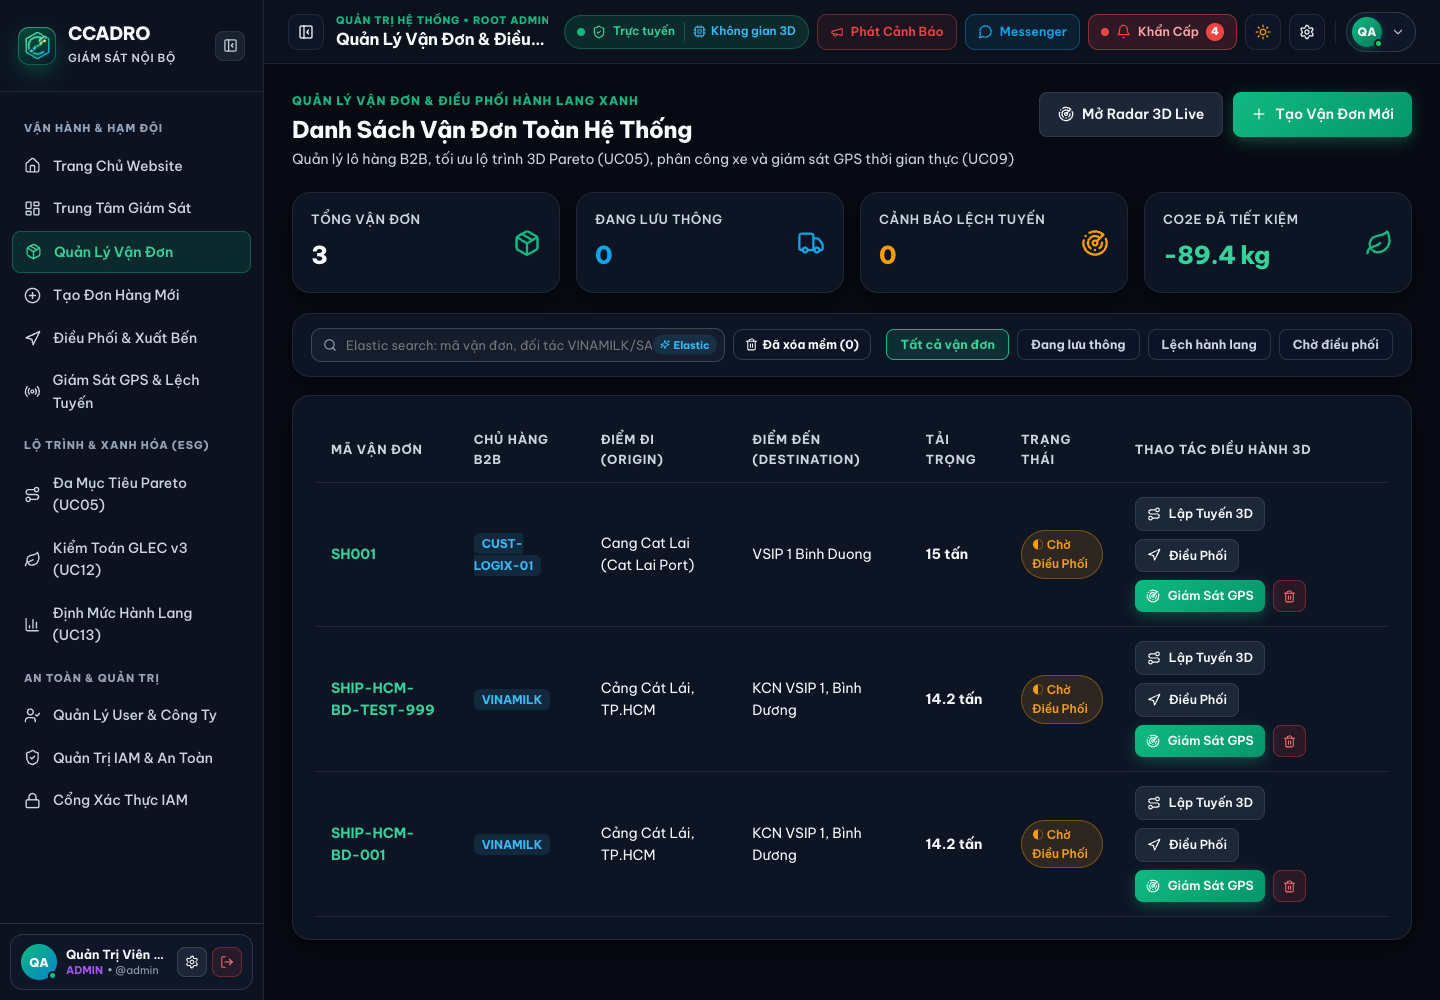 CCADRO
GIÁM SÁT NỘI BỘ
VẬN HÀNH & HẠM ĐỘI
Trang Chủ Website
Trung Tâm Giám Sát
Quản Lý Vận Đơn
Tạo Đơn Hàng Mới
Điều Phối & Xuất Bến
Giám Sát GPS & Lệch
Tuyến
LỘ TRÌNH & XANH HÓA (ESG)
Đa Mục Tiêu Pareto
(UC05)
Kiểm Toán GLEC v3
(UC12)
Định Mức Hành Lang
(UC13)
AN TOÀN & QUẢN TRỊ
Quản Lý User & Công Ty
Quản Trị IAM & An Toàn
Cổng Xác Thực IAM
QA
Quản Trị Viên ...
ADMIN • @admin
QUẢN TRỊ HỆ THỐNG • ROOT ADMIN
Quản Lý Vận Đơn & Điều...
Trực tuyến
Không gian 3D
Phát Cảnh Báo
Messenger
Khẩn Cấp 4
QA
QUẢN LÝ VẬN ĐƠN & ĐIỀU PHỐI HÀNH LANG XANH
Danh Sách Vận Đơn Toàn Hệ Thống
Quản lý lô hàng B2B, tối ưu lộ trình 3D Pareto (UC05), phân công xe và giám sát GPS thời gian thực (UC09)
Mở Radar 3D Live
Tạo Vận Đơn Mới
TỔNG VẬN ĐƠN
3
ĐANG LƯU THÔNG
0
CẢNH BÁO LỆCH TUYẾN
0
CO2E ĐÃ TIẾT KIỆM
-89.4 kg
Elastic search: mã vận đơn, đối tác VINAMILK/SA
Elastic
Đã xóa mềm (0)
Tất cả vận đơn
Đang lưu thông
Lệch hành lang
Chờ điều phối
MÃ VẬN ĐƠN
CHỦ HÀNG
B2B
ĐIỂM ĐI
(ORIGIN)
ĐIỂM ĐẾN
(DESTINATION)
TẢI
TRỌNG
TRẠNG
THÁI
THAO TÁC ĐIỀU HÀNH 3D
SH001
CUST-
LOGIX-01
Cang Cat Lai
(Cat Lai Port)
VSIP 1 Binh Duong
15 tấn
Chờ
Điều Phối
Lập Tuyến 3D
Điều Phối
Giám Sát GPS
SHIP-HCM-
BD-TEST-999
VINAMILK
Cảng Cát Lái,
TP.HCM
KCN VSIP 1, Bình
Dương
14.2 tấn
Chờ
Điều Phối
Lập Tuyến 3D
Điều Phối
Giám Sát GPS
SHIP-HCM-
BD-001
VINAMILK
Cảng Cát Lái,
TP.HCM
KCN VSIP 1, Bình
Dương
14.2 tấn
Chờ
Điều Phối
Lập Tuyến 3D
Điều Phối
Giám Sát GPS